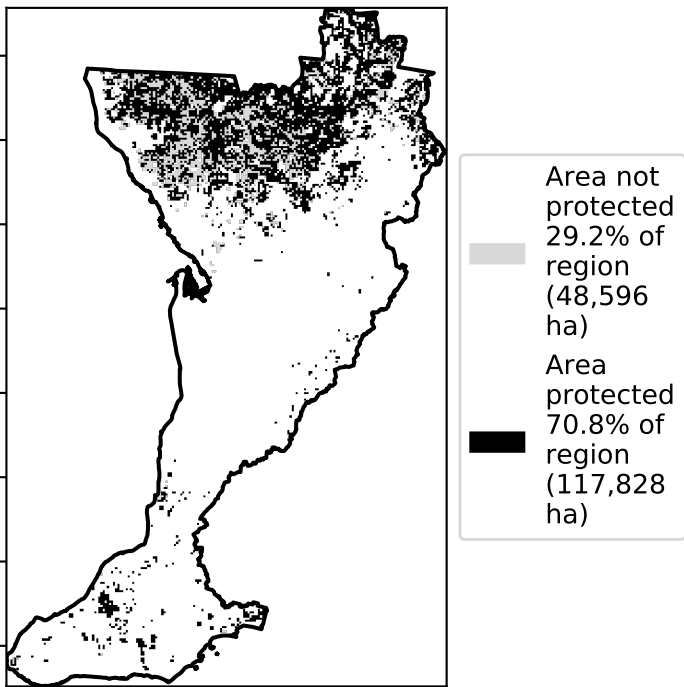 Area not
protected
29.2% of
region
(48,596
ha)
Area
protected
70.8% of
region
(117,828
ha)